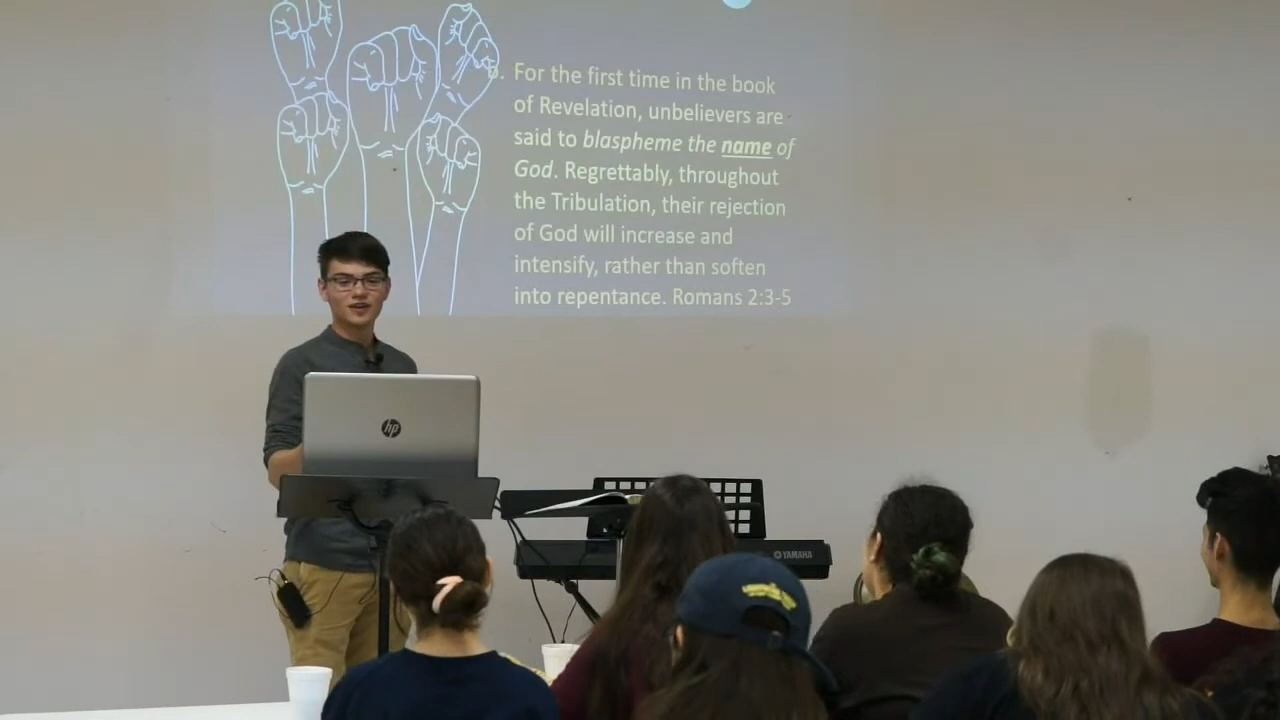 b. For the first time in the book
of Revelation, unbelievers are
said to blaspheme the name of
God. Regrettably, throughout
the Tribulation, their rejection
of God will increase and
intensify, rather than soften
into repentance. Romans 2:3-5
hp
YAMAHA